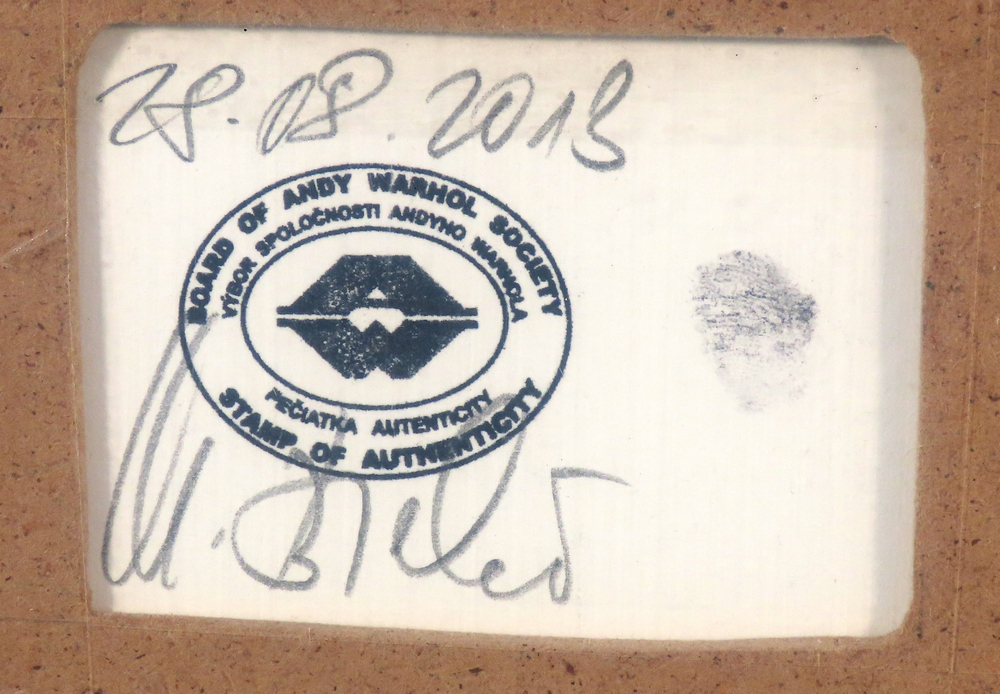 28.08.2013
BOARD OF ANDY WARHOL SOCIETY
VÝBOR SPOLOČNOSTI ANDYHO WARHOLA
PEČIATKA AUTENTICITY
STAMP OF AUTHENTICITY